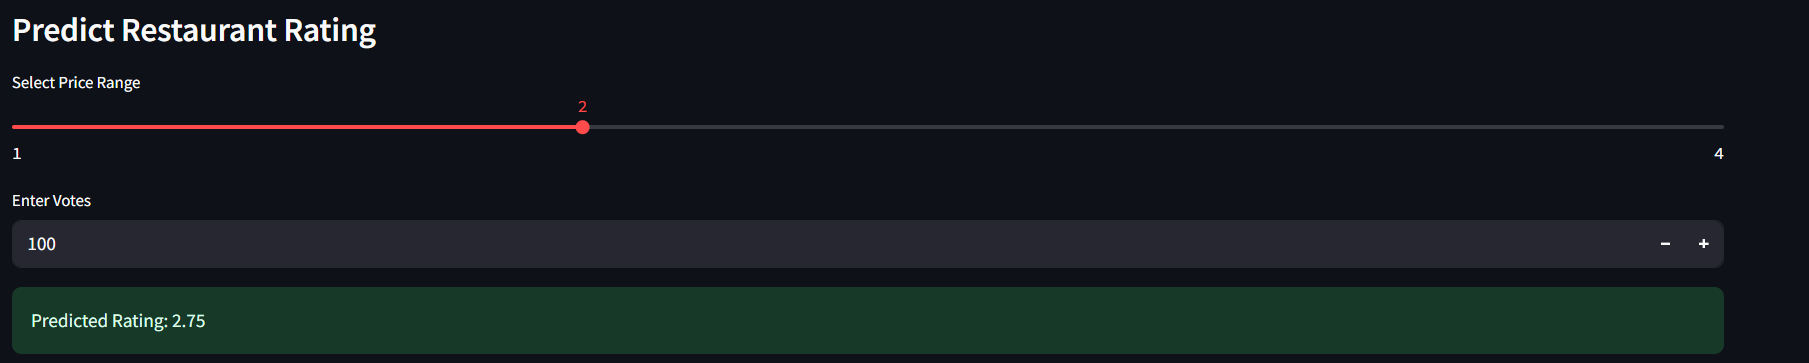 Predict Restaurant Rating
Select Price Range
2
1
4
Enter Votes
100
Predicted Rating: 2.75